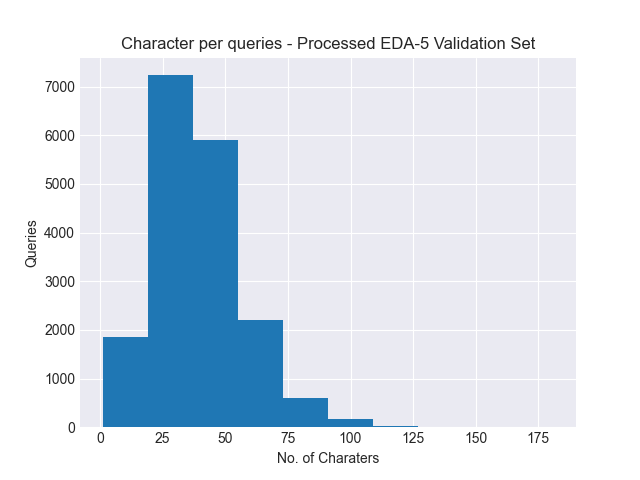 Character per queries - Processed EDA-5 Validation Set
7000
6000
5000
4000
3000
2000
1000
0
Queries
0 25 50 75 100 125 150 175
No. of Charaters